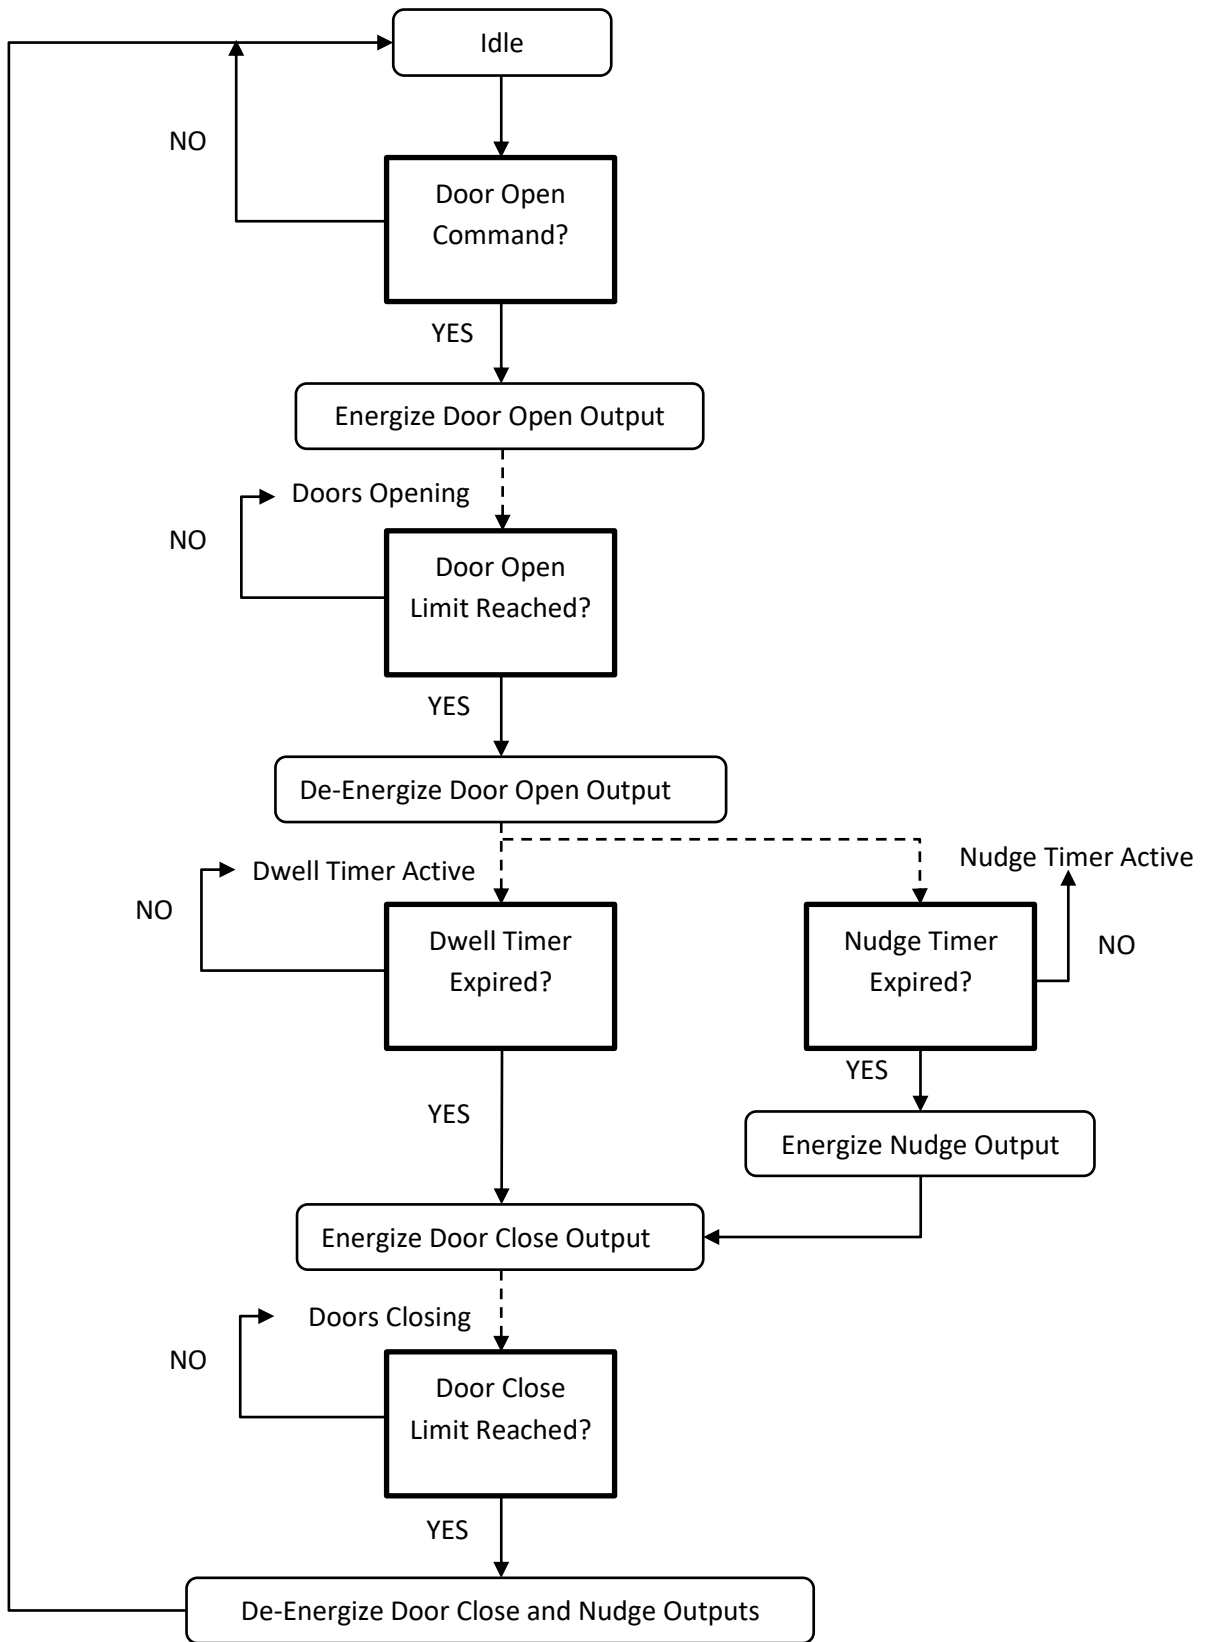 Idle
NO
Door Open
Command?
YES
Energize Door Open Output
Doors Opening
NO
Door Open
Limit Reached?
YES
De-Energize Door Open Output
Dwell Timer Active
Nudge Timer Active
NO
Dwell Timer
Expired?
Nudge Timer
Expired?
NO
YES
YES
Energize Nudge Output
Energize Door Close Output
Doors Closing
NO
Door Close
Limit Reached?
YES
De-Energize Door Close and Nudge Outputs